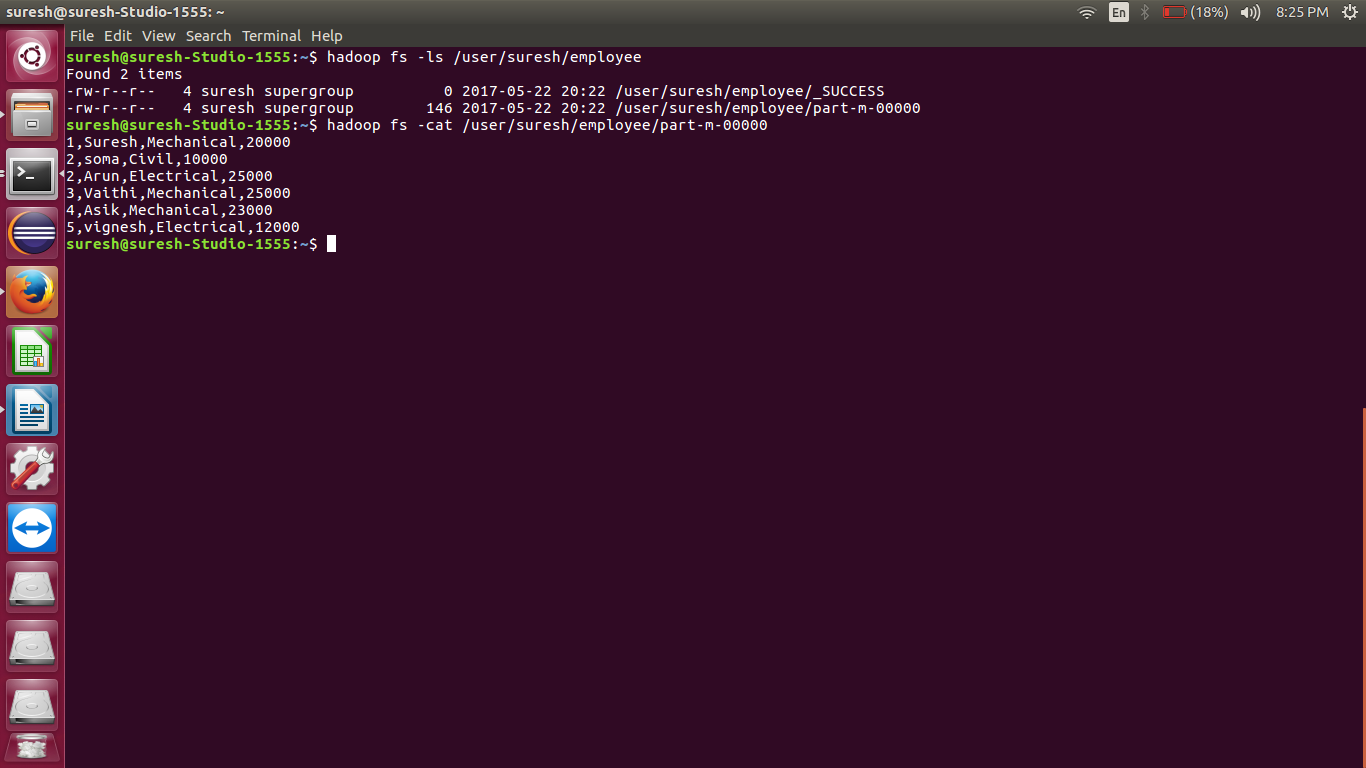 suresh@suresh-Studio-1555: ~
En
(18%)
8:25 PM
File Edit View Search Terminal Help
suresh@suresh-Studio-1555:~$ hadoop fs -ls /user/suresh/employee
Found 2 items
-rw-r--r--   4 suresh supergroup          0 2017-05-22 20:22 /user/suresh/employee/_SUCCESS
-rw-r--r--   4 suresh supergroup        146 2017-05-22 20:22 /user/suresh/employee/part-m-00000
suresh@suresh-Studio-1555:~$ hadoop fs -cat /user/suresh/employee/part-m-00000
1,Suresh,Mechanical,20000
2,soma,Civil,10000
2,Arun,Electrical,25000
3,Vaithi,Mechanical,25000
4,Asik,Mechanical,23000
5,vignesh,Electrical,12000
suresh@suresh-Studio-1555:~$